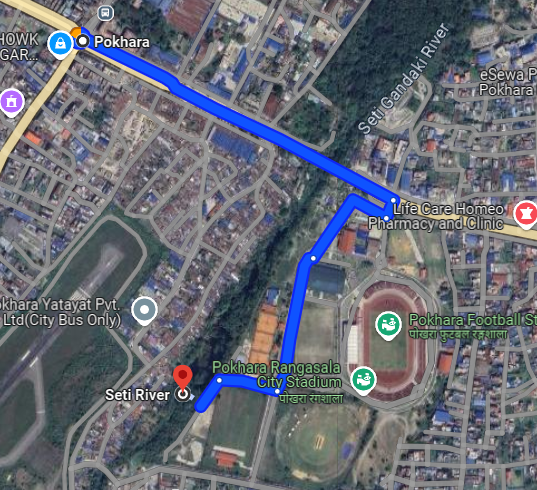 HOWK
GAR...
Pokhara
Seti Gandaki River
eSewa P
Pokhara
Life Care Homeo
Pharmacy and Clinic
okhara Yatayat Pvt.
Ltd(City Bus Only)
Pokhara Football St
पोखरा फुटबल रङ्गशाला
Pokhara Rangasala
City Stadium
पोखरा रंगशाला
Seti River